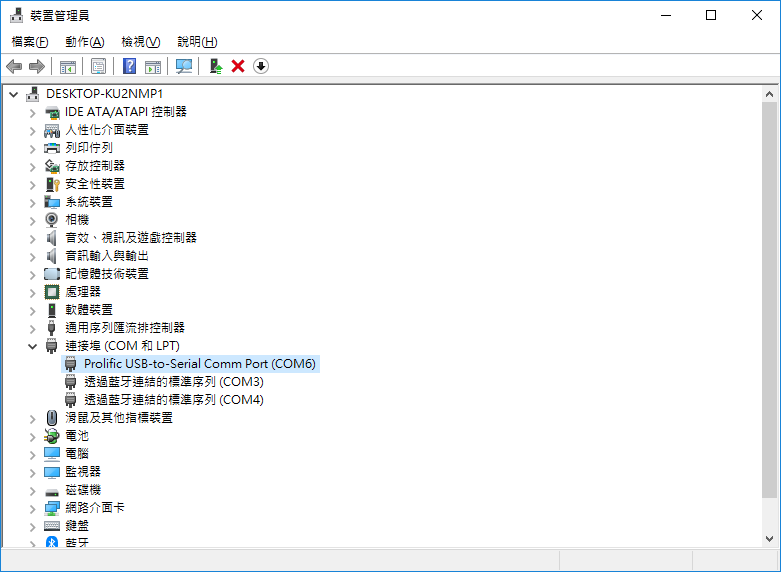 裝置管理員
檔案(F) 動作(A) 檢視(V) 說明(H)
DESKTOP-KU2NMP1
IDE ATA/ATAPI 控制器
人性化介面裝置
列印佇列
存放控制器
安全性裝置
系統裝置
相機
音效、視訊及遊戲控制器
音訊輸入與輸出
記憶體技術裝置
處理器
軟體裝置
通用序列匯流排控制器
連接埠 (COM 和 LPT)
Prolific USB-to-Serial Comm Port (COM6)
透過藍牙連結的標準序列 (COM3)
透過藍牙連結的標準序列 (COM4)
滑鼠及其他指標裝置
電池
電腦
監視器
磁碟機
網路介面卡
鍵盤
藍牙